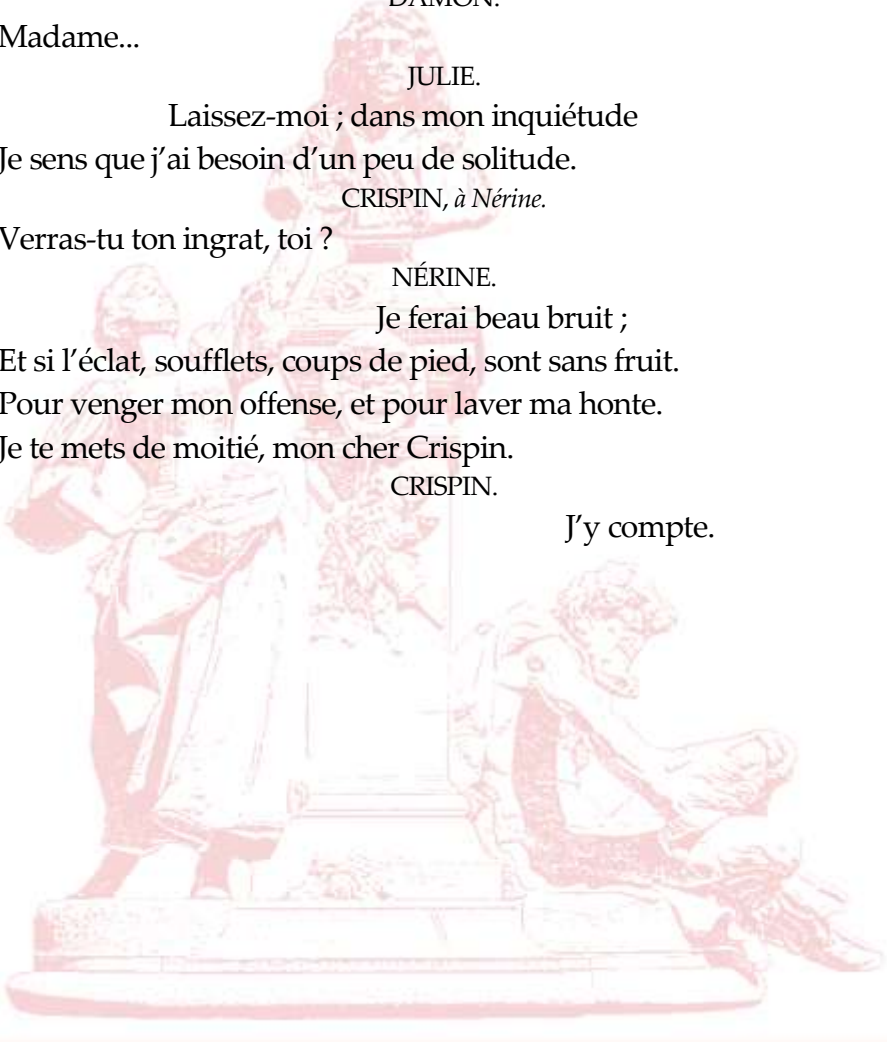 DAMON.
Madame...
JULIE.
Laissez-moi ; dans mon inquiétude
Je sens que j’ai besoin d’un peu de solitude.
CRISPIN, à Nérine.
Verras-tu ton ingrat, toi ?
NÉRINE.
Je ferai beau bruit ;
Et si l’éclat, soufflets, coups de pied, sont sans fruit.
Pour venger mon offense, et pour laver ma honte.
Je te mets de moitié, mon cher Crispin.
CRISPIN.
J’y compte.